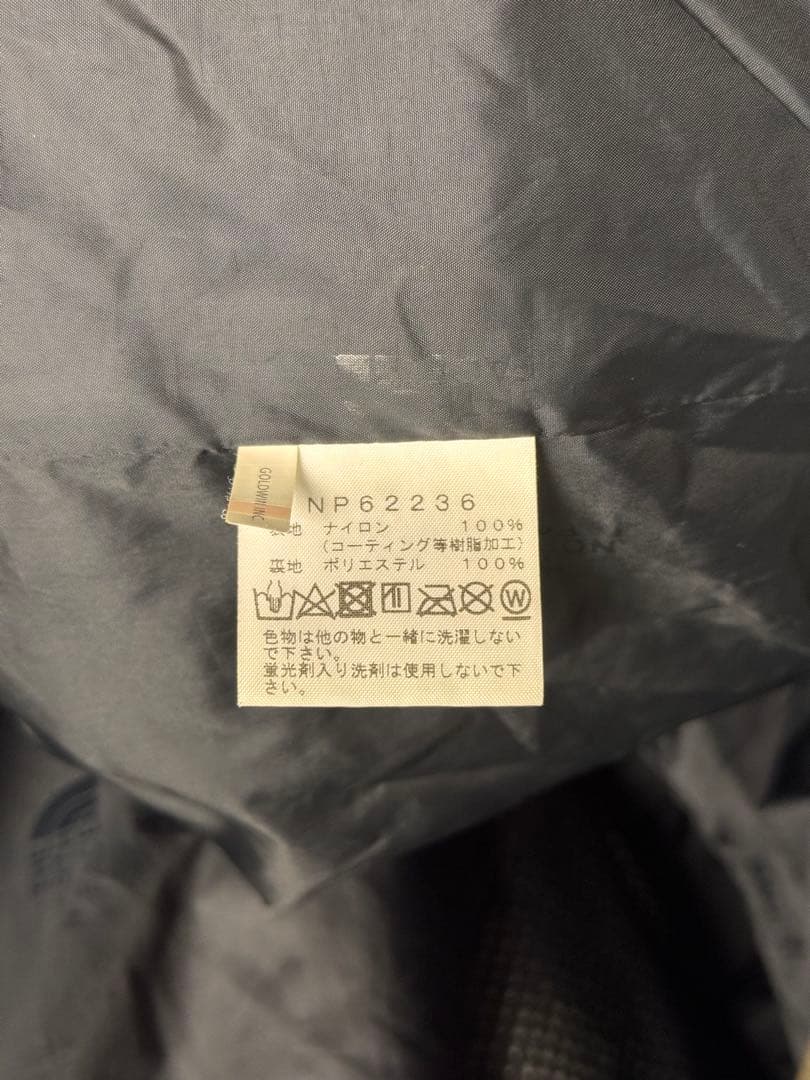 GOLDWIN INC
NP62236
表地 ナイロン 100%
(コーティング等樹脂加工)
裏地 ポリエステル 100%
W
色物は他の物と一緒に洗濯しない
で下さい。
蛍光剤入り洗剤は使用しないで下
さい。